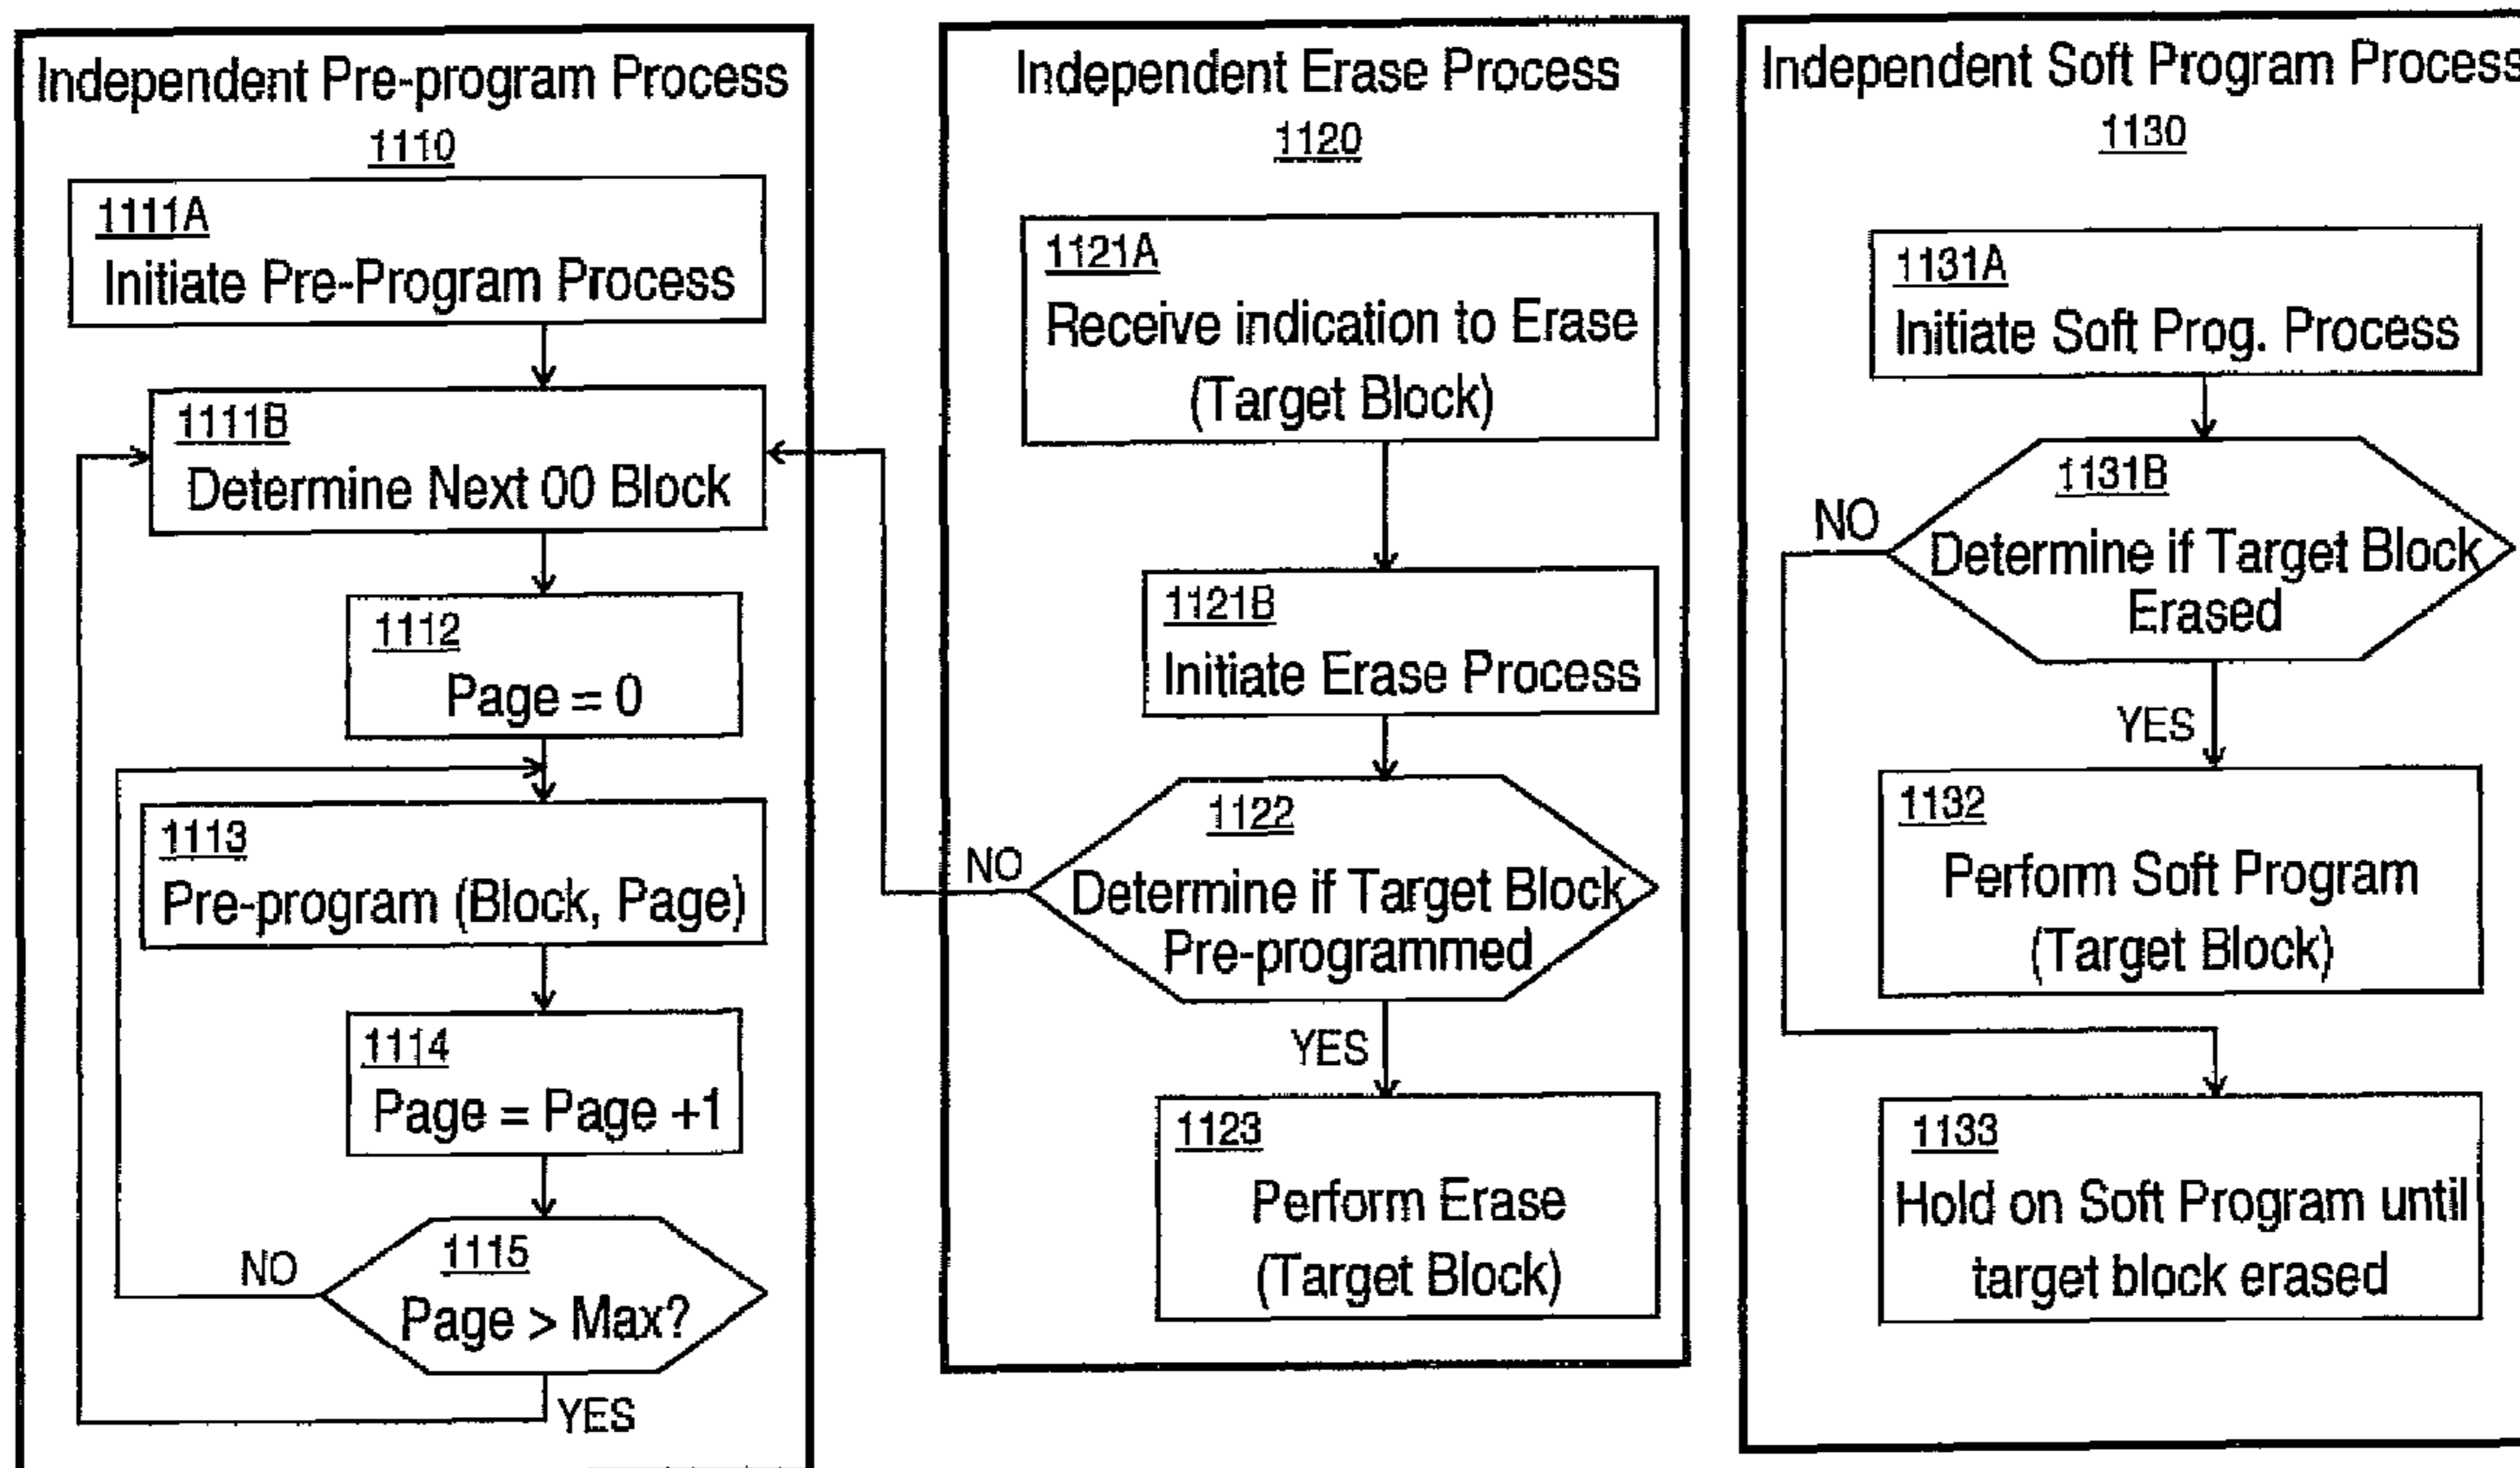 Independent Pre-program Process
1110
1111A
Initiate Pre-Program Process
1111B
Determine Next 00 Block
1112
Page = 0
1113
Pre-program (Block, Page)
1114
Page = Page +1
NO
1115
Page > Max?
YES
Independent Erase Process
1120
1121A
Receive indication to Erase
(Target Block)
1121B
Initiate Erase Process
NO
1122
Determine if Target Block
Pre-programmed
YES
1123
Perform Erase
(Target Block)
Independent Soft Program Process
1130
1131A
Initiate Soft Prog. Process
NO
1131B
Determine if Target Block
Erased
YES
1132
Perform Soft Program
(Target Block)
1133
Hold on Soft Program until
target block erased